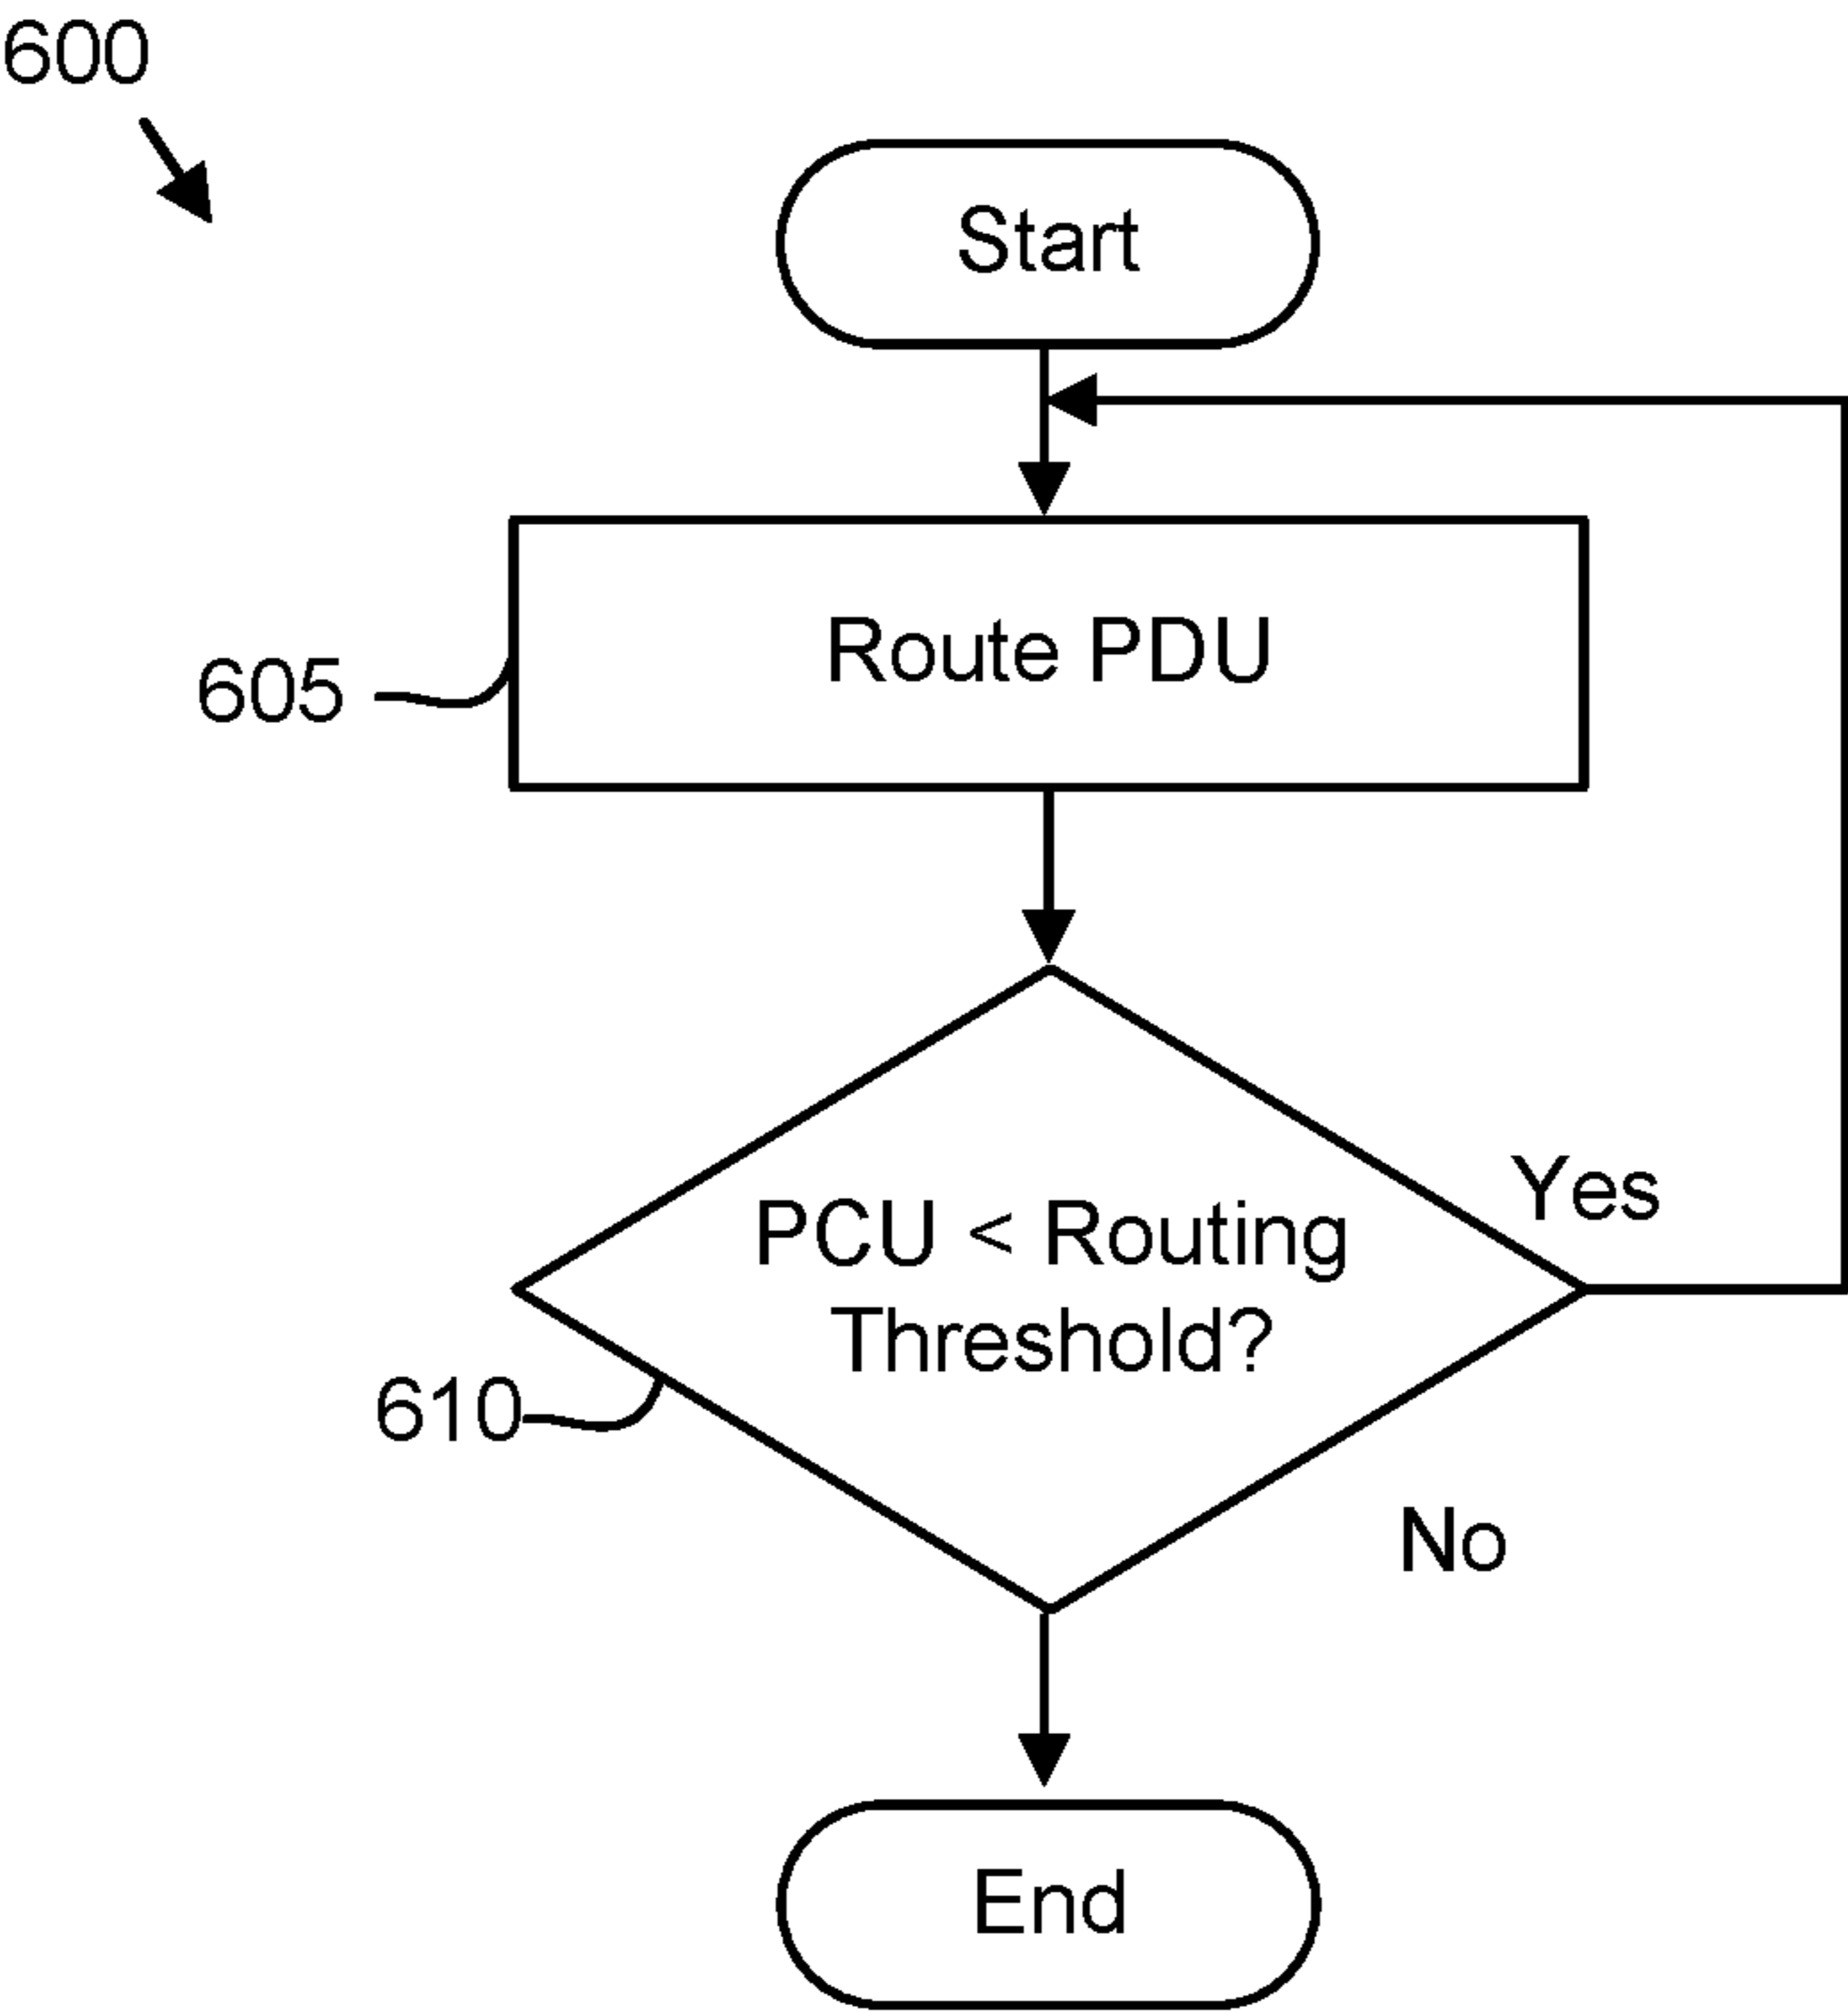 600
Start
Route PDU
605
PCU < Routing
Threshold?
Yes
610
No
End